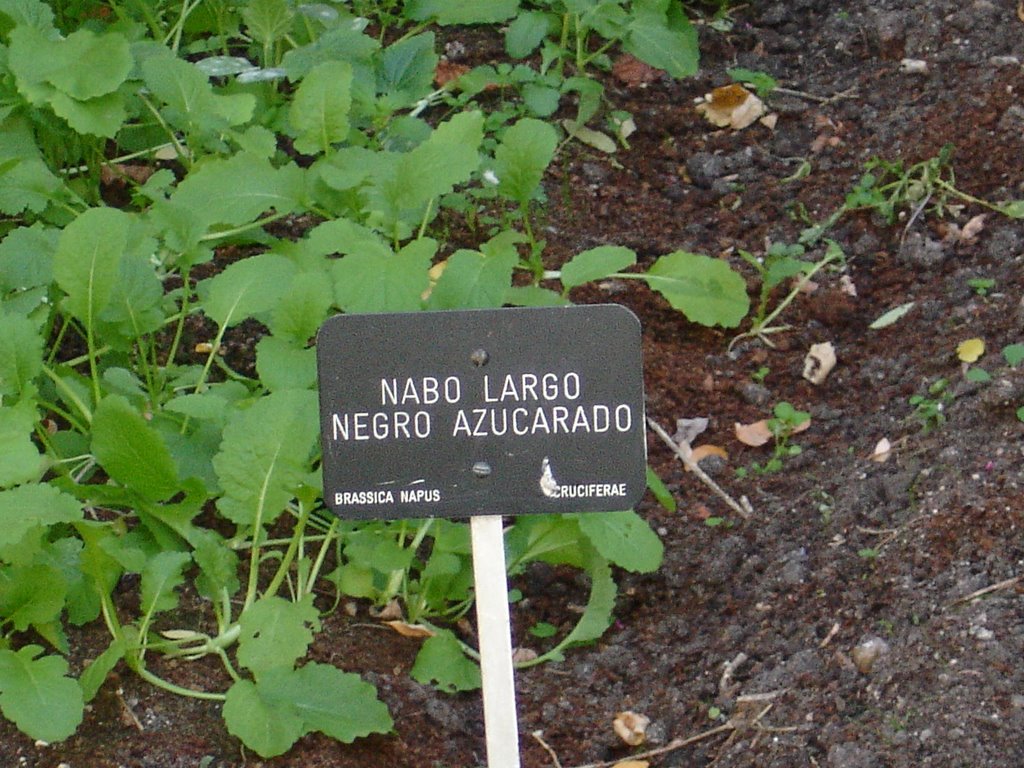 NABO LARGO
NEGRO AZUCARADO
BRASSICA NAPUS CRUCIFERAE